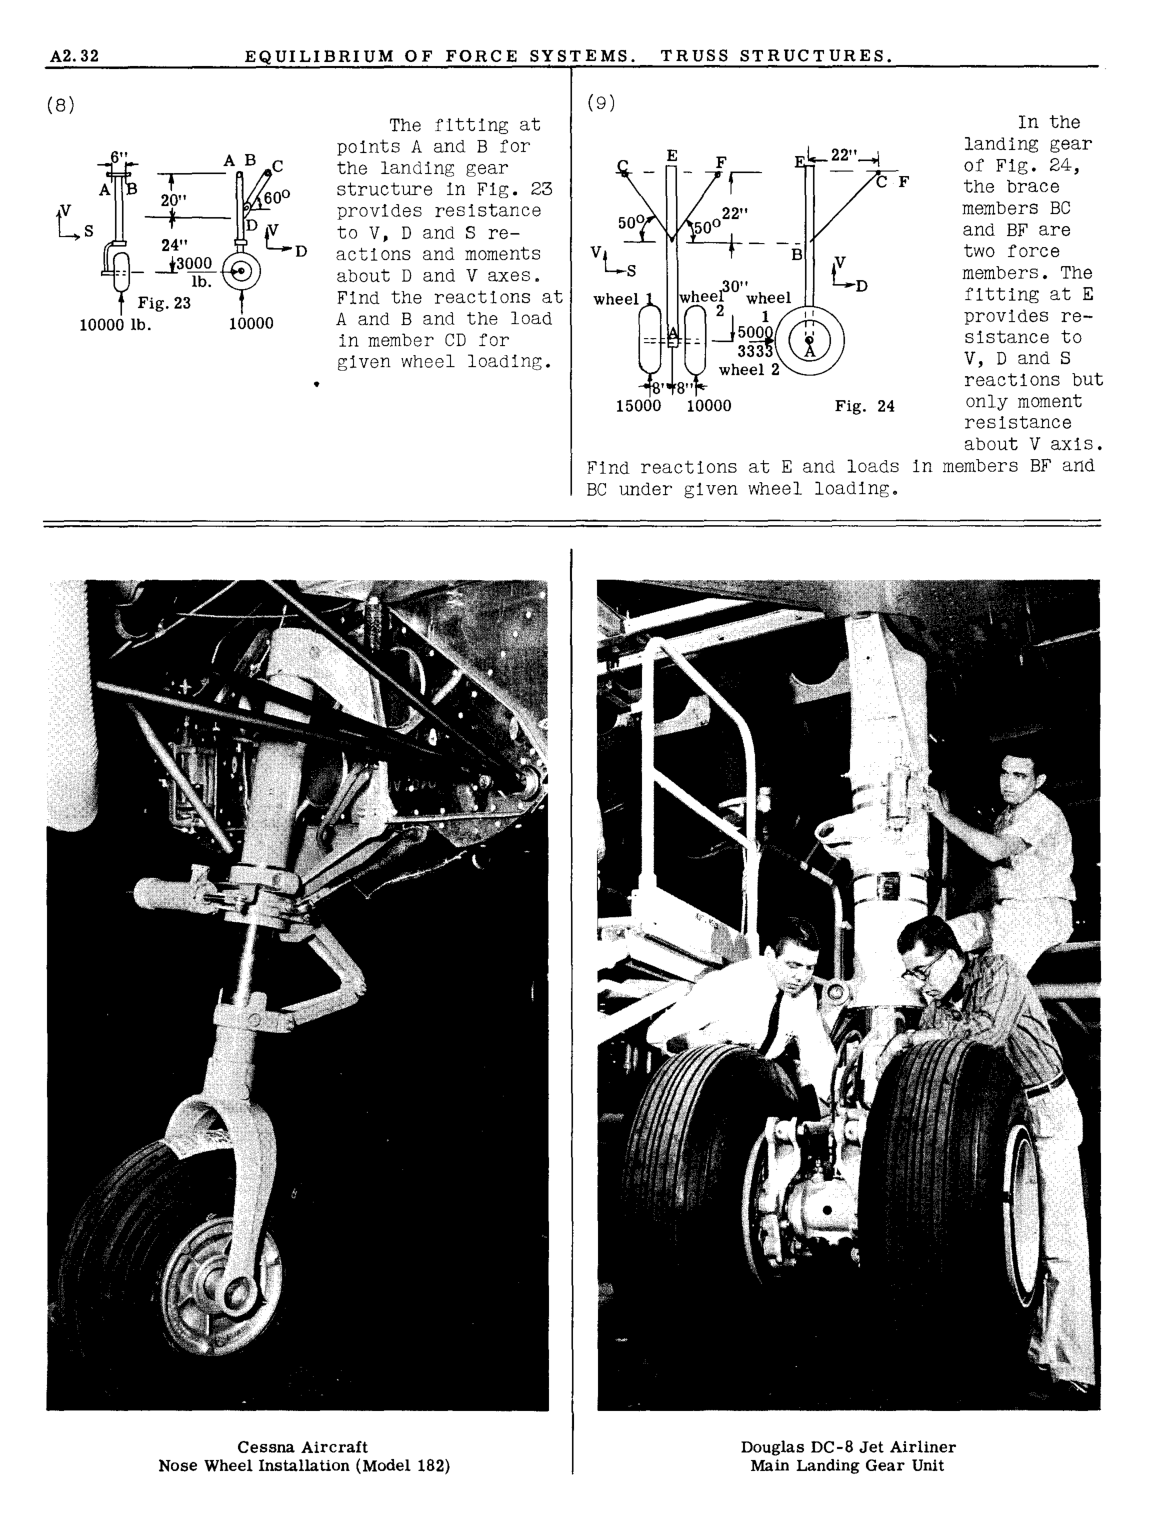 A2.32 EQUILIBRIUM OF FORCE SYSTEMS. TRUSS STRUCTURES.
(8)
The fitting at
points A and B for
the landing gear
structure in Fig. 23
provides resistance
to V, D and S re-
actions and moments
about D and V axes.
Find the reactions at
A and B and the load
in member CD for
given wheel loading.
6"
A B
A B C
20"
60°
V
S
D
V
D
24"
3000
lb.
Fig. 23
10000 lb.
10000
(9)
In the
landing gear
of Fig. 24,
the brace
members BC
and BF are
two force
members. The
fitting at E
provides re-
sistance to
V, D and S
reactions but
only moment
resistance
about V axis.
Find reactions at E and loads in members BF and
BC under given wheel loading.
C E F
E 22"
C F
50° 50° 22"
V
S
B
V
D
30"
wheel 1
wheel
2
wheel
1
A
5000
3333
wheel 2
A
8" 8"
15000 10000
Fig. 24
Cessna Aircraft
Nose Wheel Installation (Model 182)
Douglas DC-8 Jet Airliner
Main Landing Gear Unit